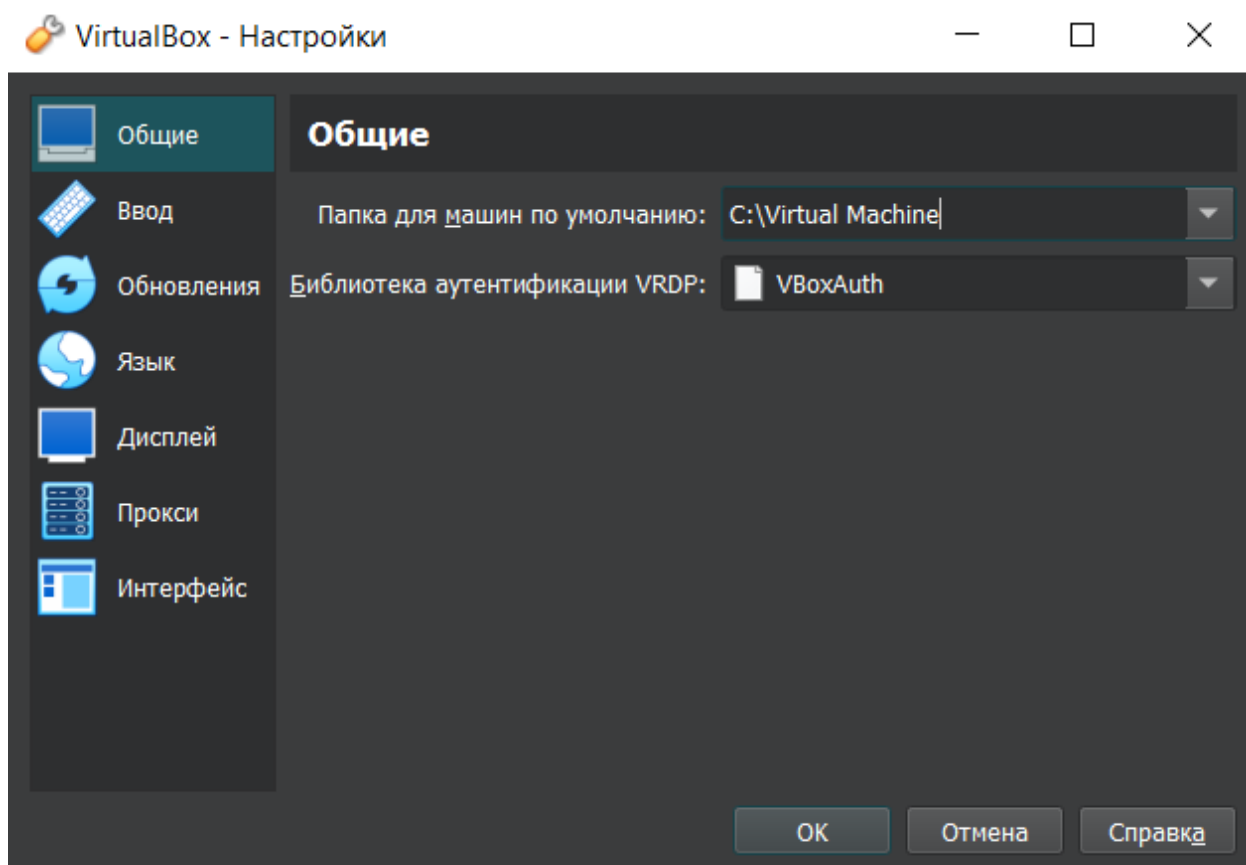 VirtualBox - Настройки
Общие
Ввод
Обновления
Язык
Дисплей
Прокси
Интерфейс
Общие
Папка для машин по умолчанию: C:\Virtual Machine
Библиотека аутентификации VRDP: VBoxAuth
OK Отмена Справка